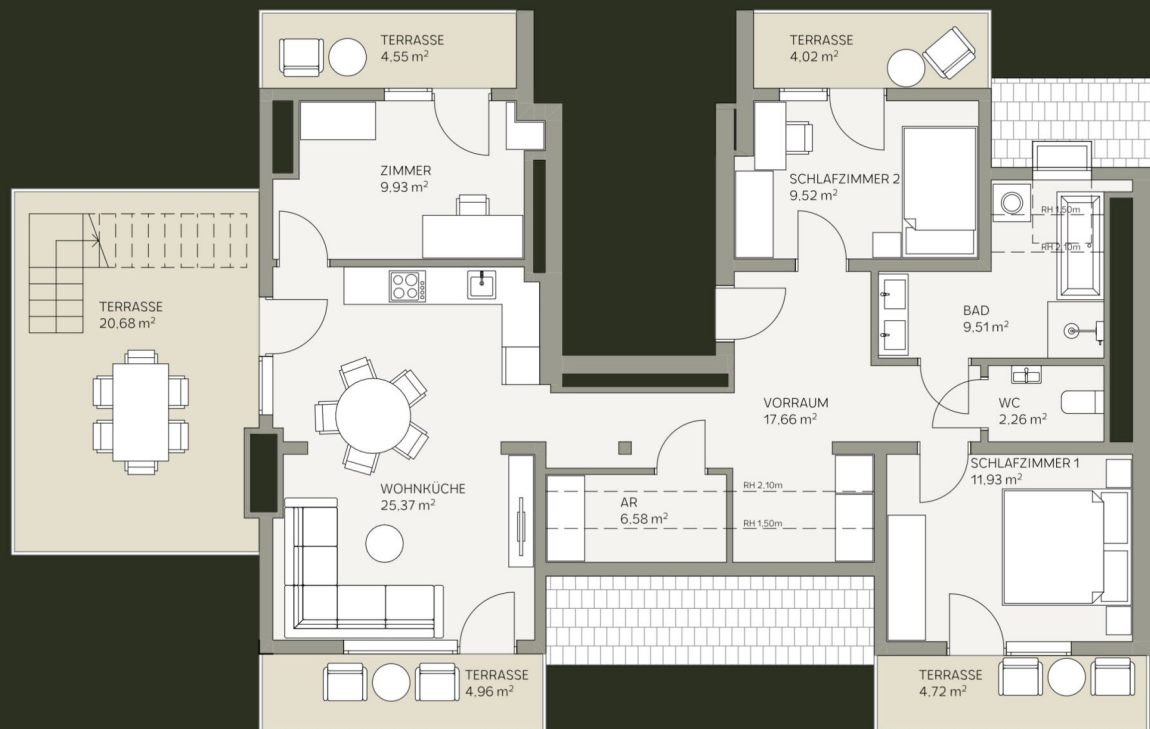 TERRASSE
4,55 m²
TERRASSE
4,02 m²
ZIMMER
9,93 m²
SCHLAFZIMMER 2
9,52 m²
RH 1,50m
RH 2,10m
TERRASSE
20,68 m²
BAD
9,51 m²
VORRAUM
17,66 m²
WC
2,26 m²
WOHNKÜCHE
25,37 m²
AR
6,58 m²
RH 2,10m
RH 1,50m
SCHLAFZIMMER 1
11,93 m²
TERRASSE
4,96 m²
TERRASSE
4,72 m²